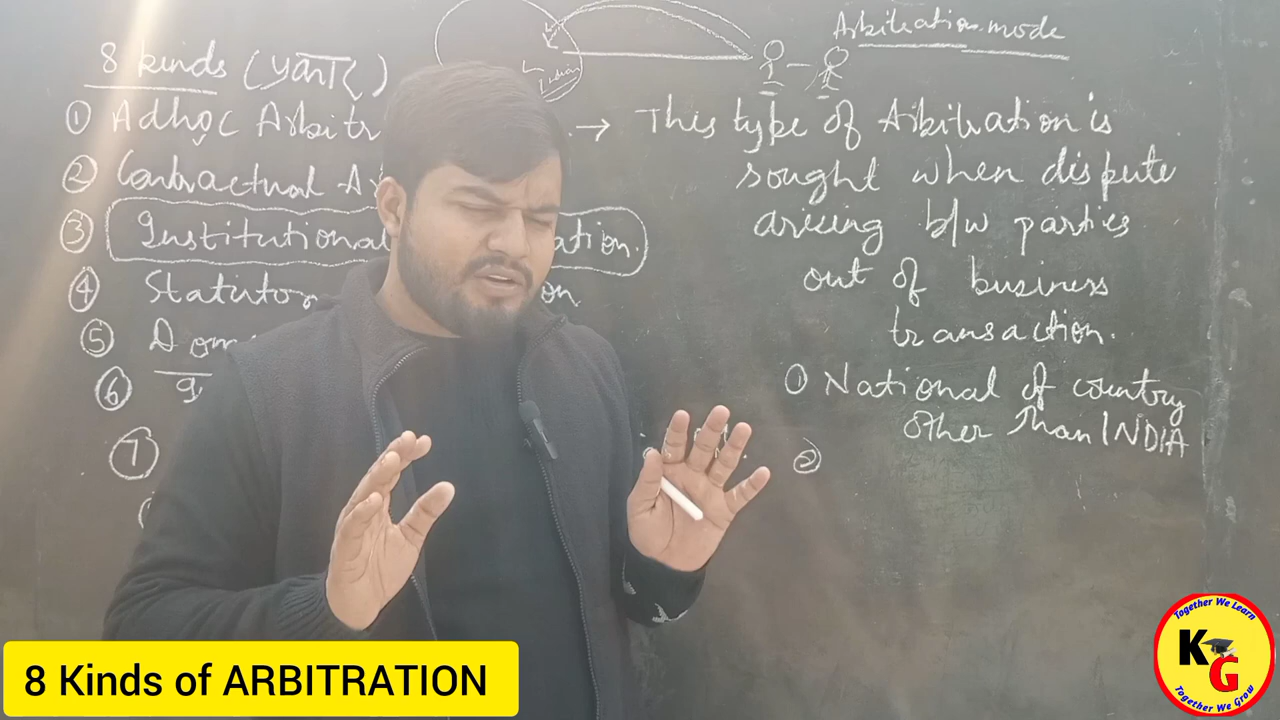 Arbitration mode
8 kinds (प्रकार)
① Adhoc Arbitr
② Contractual A
③ Institutional ation.
④ Statutor on
⑤ Dom
⑥
⑦
→ This type of Arbitration is
sought when dispute
arising b/w parties
out of business
transaction.
① National of country
other than INDIA
②
8 Kinds of ARBITRATION
Together We Learn
KG
Together We Grow